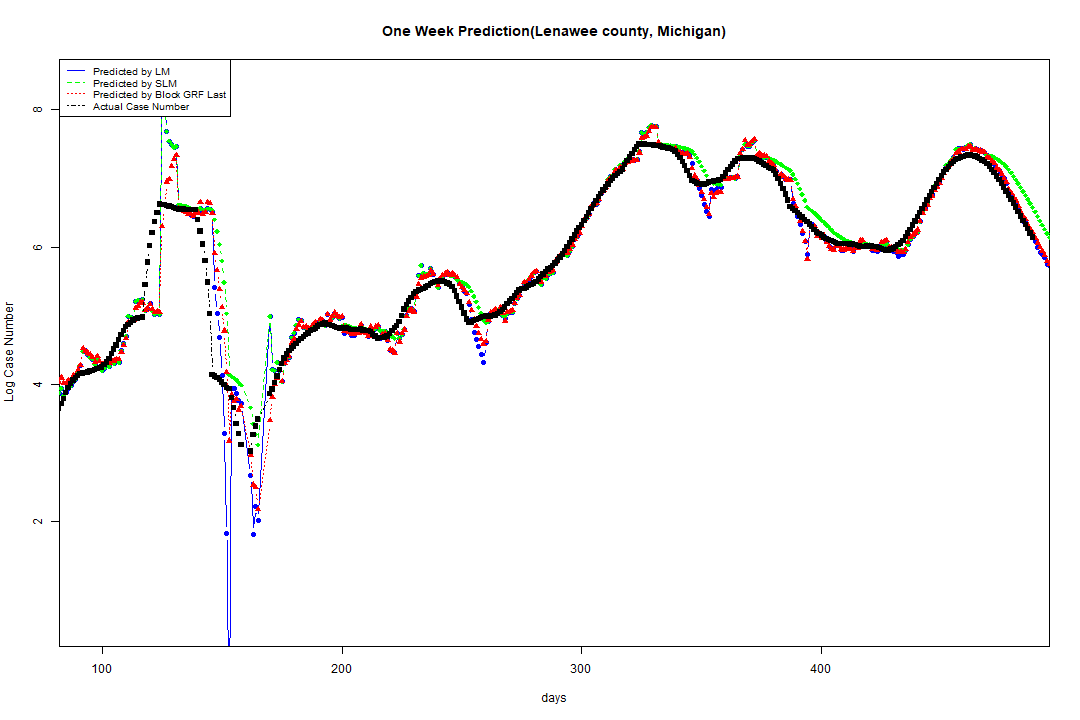 One Week Prediction(Lenawee county, Michigan)
Predicted by LM
Predicted by SLM
Predicted by Block GRF Last
Actual Case Number
8
6
4
2
Log Case Number
100 200 300 400
days